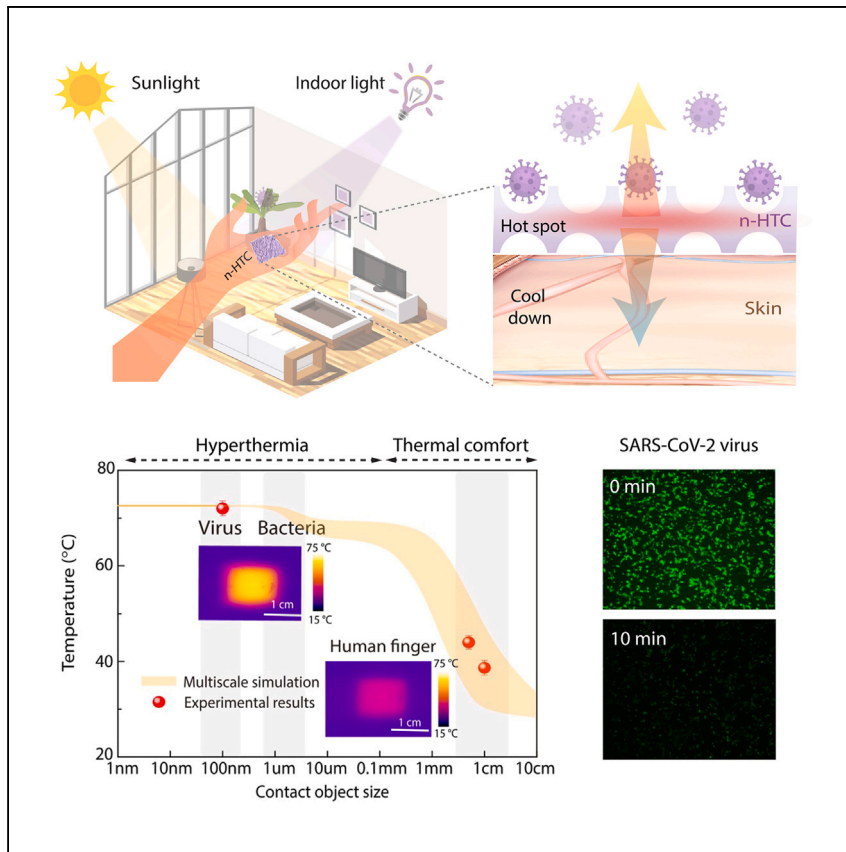 Sunlight
Indoor light
n-HTC
Hot spot
n-HTC
Cool
down
Skin
Hyperthermia
Thermal comfort
SARS-CoV-2 virus
80
60
40
20
Temperature (°C)
Virus
Bacteria
75 °C
15 °C
1 cm
Human finger
75 °C
15 °C
1 cm
Multiscale simulation
Experimental results
1nm 10nm 100nm 1um 10um 0.1mm 1mm 1cm 10cm
Contact object size
0 min
10 min